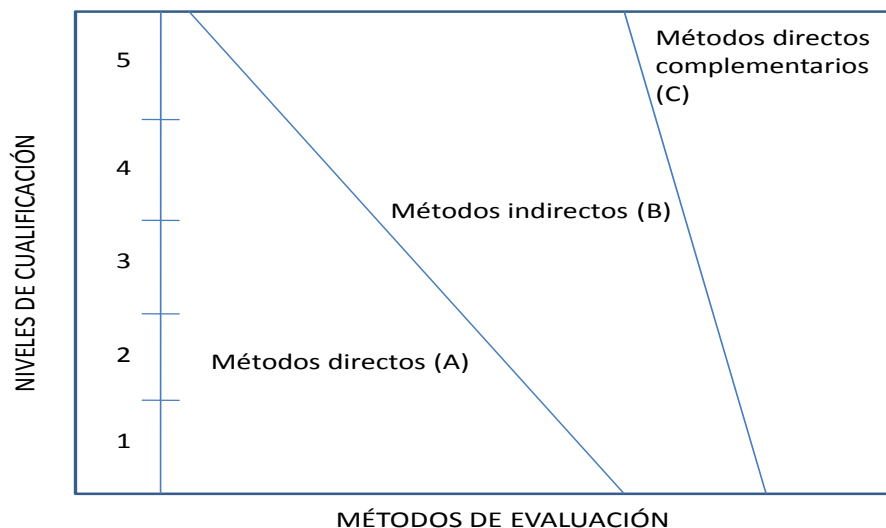 NIVELES DE CUALIFICACIÓN
5
4
3
2
1
Métodos directos
complementarios
(C)
Métodos indirectos (B)
Métodos directos (A)
MÉTODOS DE EVALUACIÓN